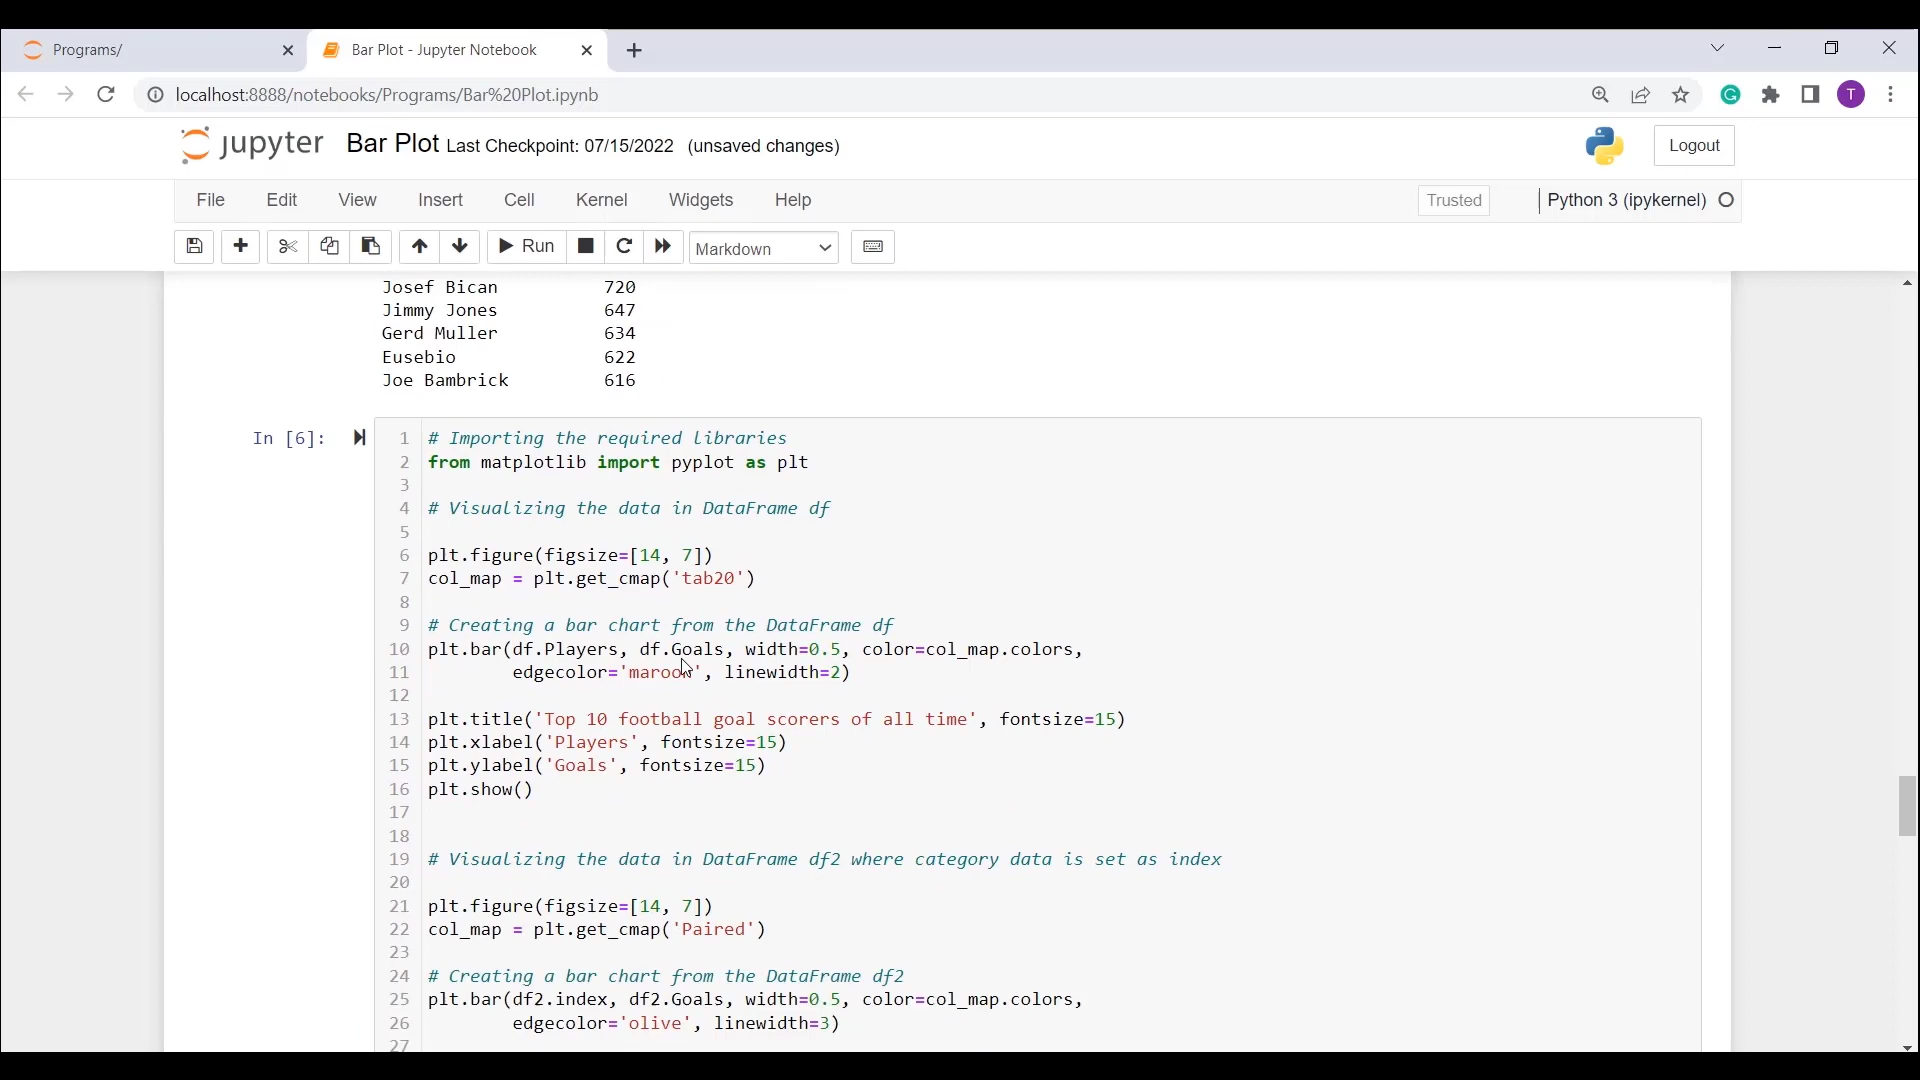 Programs/
Bar Plot - Jupyter Notebook
localhost:8888/notebooks/Programs/Bar%20Plot.ipynb
T
jupyter Bar Plot Last Checkpoint: 07/15/2022 (unsaved changes)
Logout
File Edit View Insert Cell Kernel Widgets Help
Trusted
Python 3 (ipykernel)
Run
Markdown
Josef Bican 720
Jimmy Jones 647
Gerd Muller 634
Eusebio 622
Joe Bambrick 616
In [6]:
1 # Importing the required libraries
2 from matplotlib import pyplot as plt
3
4 # Visualizing the data in DataFrame df
5
6 plt.figure(figsize=[14, 7])
7 col_map = plt.get_cmap('tab20')
8
9 # Creating a bar chart from the DataFrame df
10 plt.bar(df.Players, df.Goals, width=0.5, color=col_map.colors,
11 edgecolor='maroon', linewidth=2)
12
13 plt.title('Top 10 football goal scorers of all time', fontsize=15)
14 plt.xlabel('Players', fontsize=15)
15 plt.ylabel('Goals', fontsize=15)
16 plt.show()
17
18
19 # Visualizing the data in DataFrame df2 where category data is set as index
20
21 plt.figure(figsize=[14, 7])
22 col_map = plt.get_cmap('Paired')
23
24 # Creating a bar chart from the DataFrame df2
25 plt.bar(df2.index, df2.Goals, width=0.5, color=col_map.colors,
26 edgecolor='olive', linewidth=3)
27